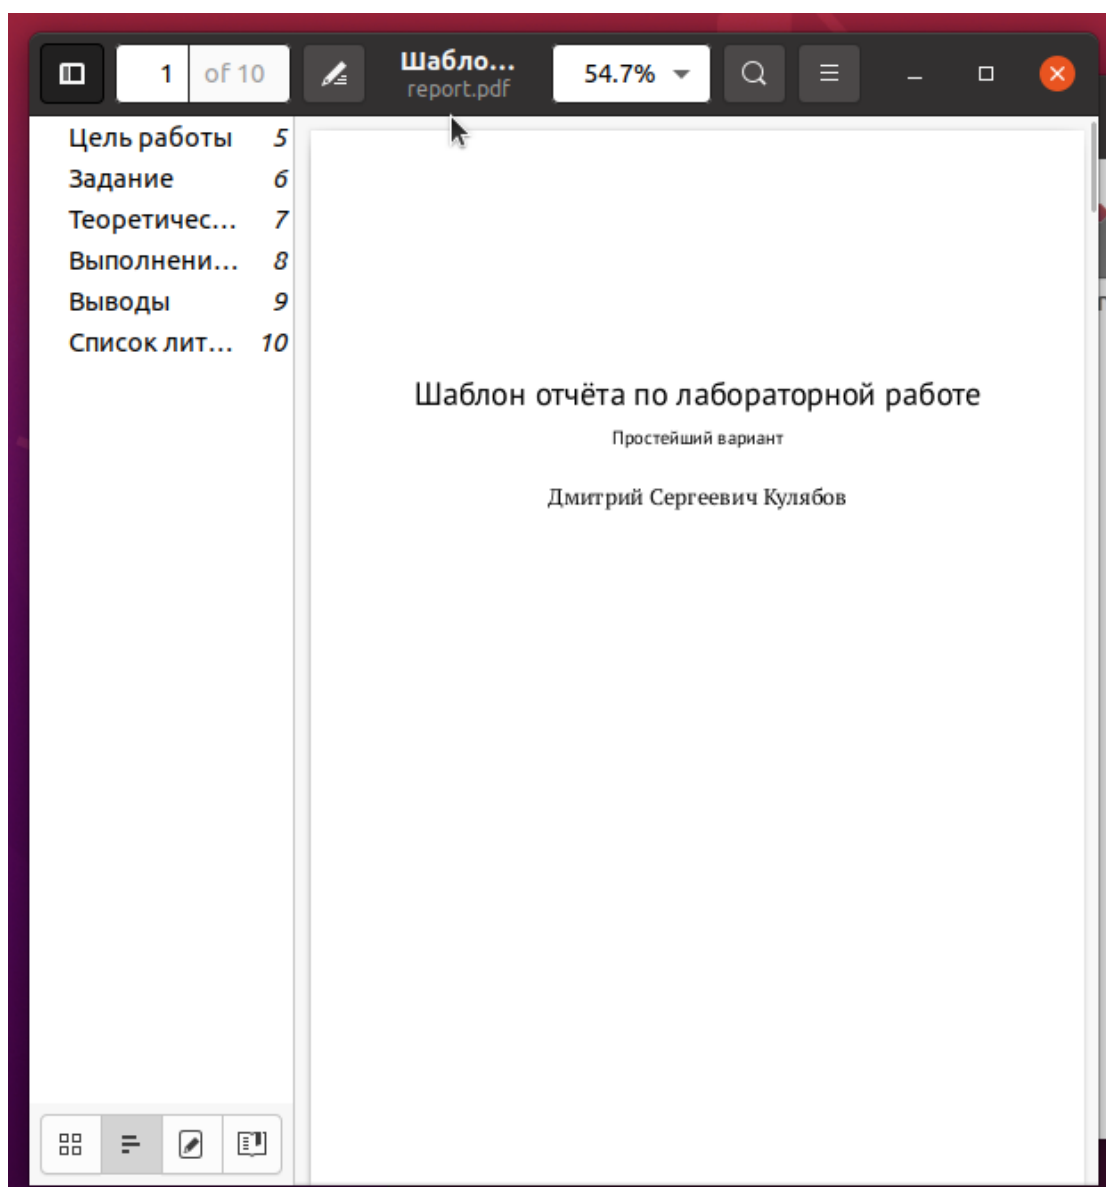 1 of 10
Шабло...
report.pdf
54.7%
Цель работы 5
Задание 6
Теоретичес... 7
Выполнени... 8
Выводы 9
Список лит... 10
Шаблон отчёта по лабораторной работе
Простейший вариант
Дмитрий Сергеевич Кулябов